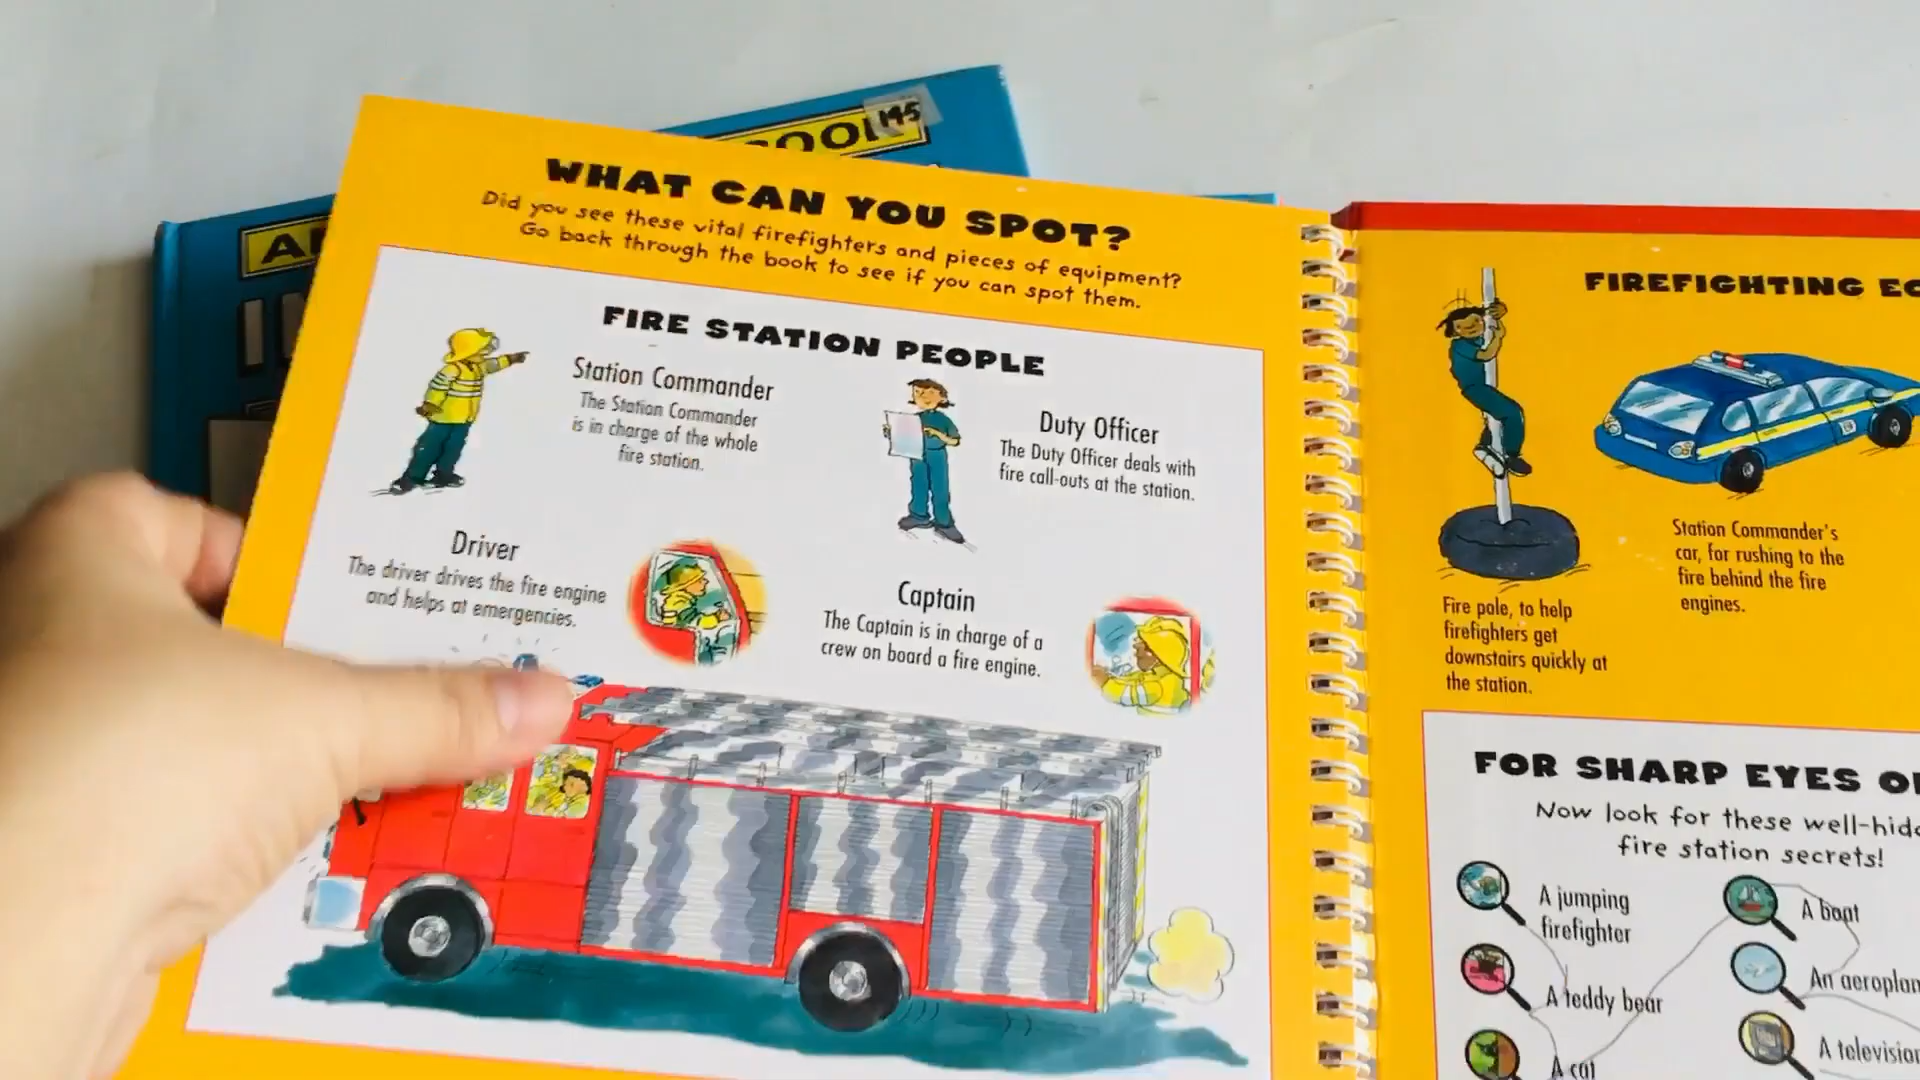 M5
WHAT CAN YOU SPOT?
Did you see these vital firefighters and pieces of equipment?
Go back through the book to see if you can spot them.
FIRE STATION PEOPLE
Station Commander
The Station Commander
is in charge of the whole
fire station.
Duty Officer
The Duty Officer deals with
fire call-outs at the station.
Driver
The driver drives the fire engine
and helps at emergencies.
Captain
The Captain is in charge of a
crew on board a fire engine.
FIREFIGHTING
Fire pole, to help
firefighters get
downstairs quickly at
the station.
Station Commander's
car, for rushing to the
fire behind the fire
engines.
FOR SHARP EYES
Now look for these
fire station secrets!
A jumping
firefighter
A teddy bear
A cat
A boat
An
A